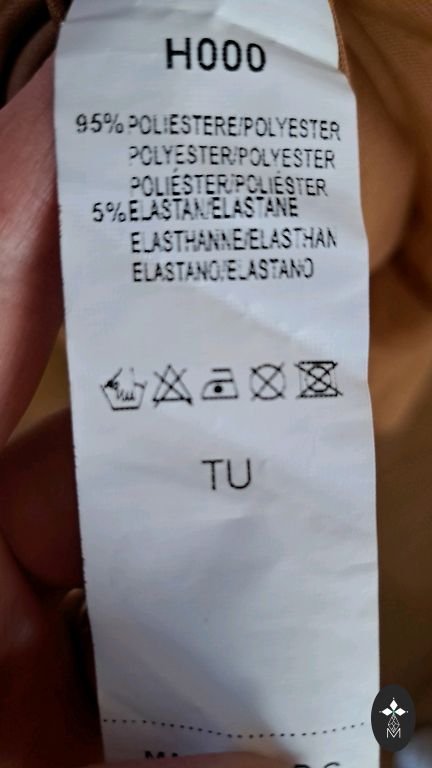 H000
95% POLIESTERE/POLYESTER
POLYESTER/POLYESTER
POLIÉSTER/POLIÉSTER
5% ELASTAN/ELASTANE
ELASTHANNE/ELASTHAN
ELASTANO/ELASTANO
TU